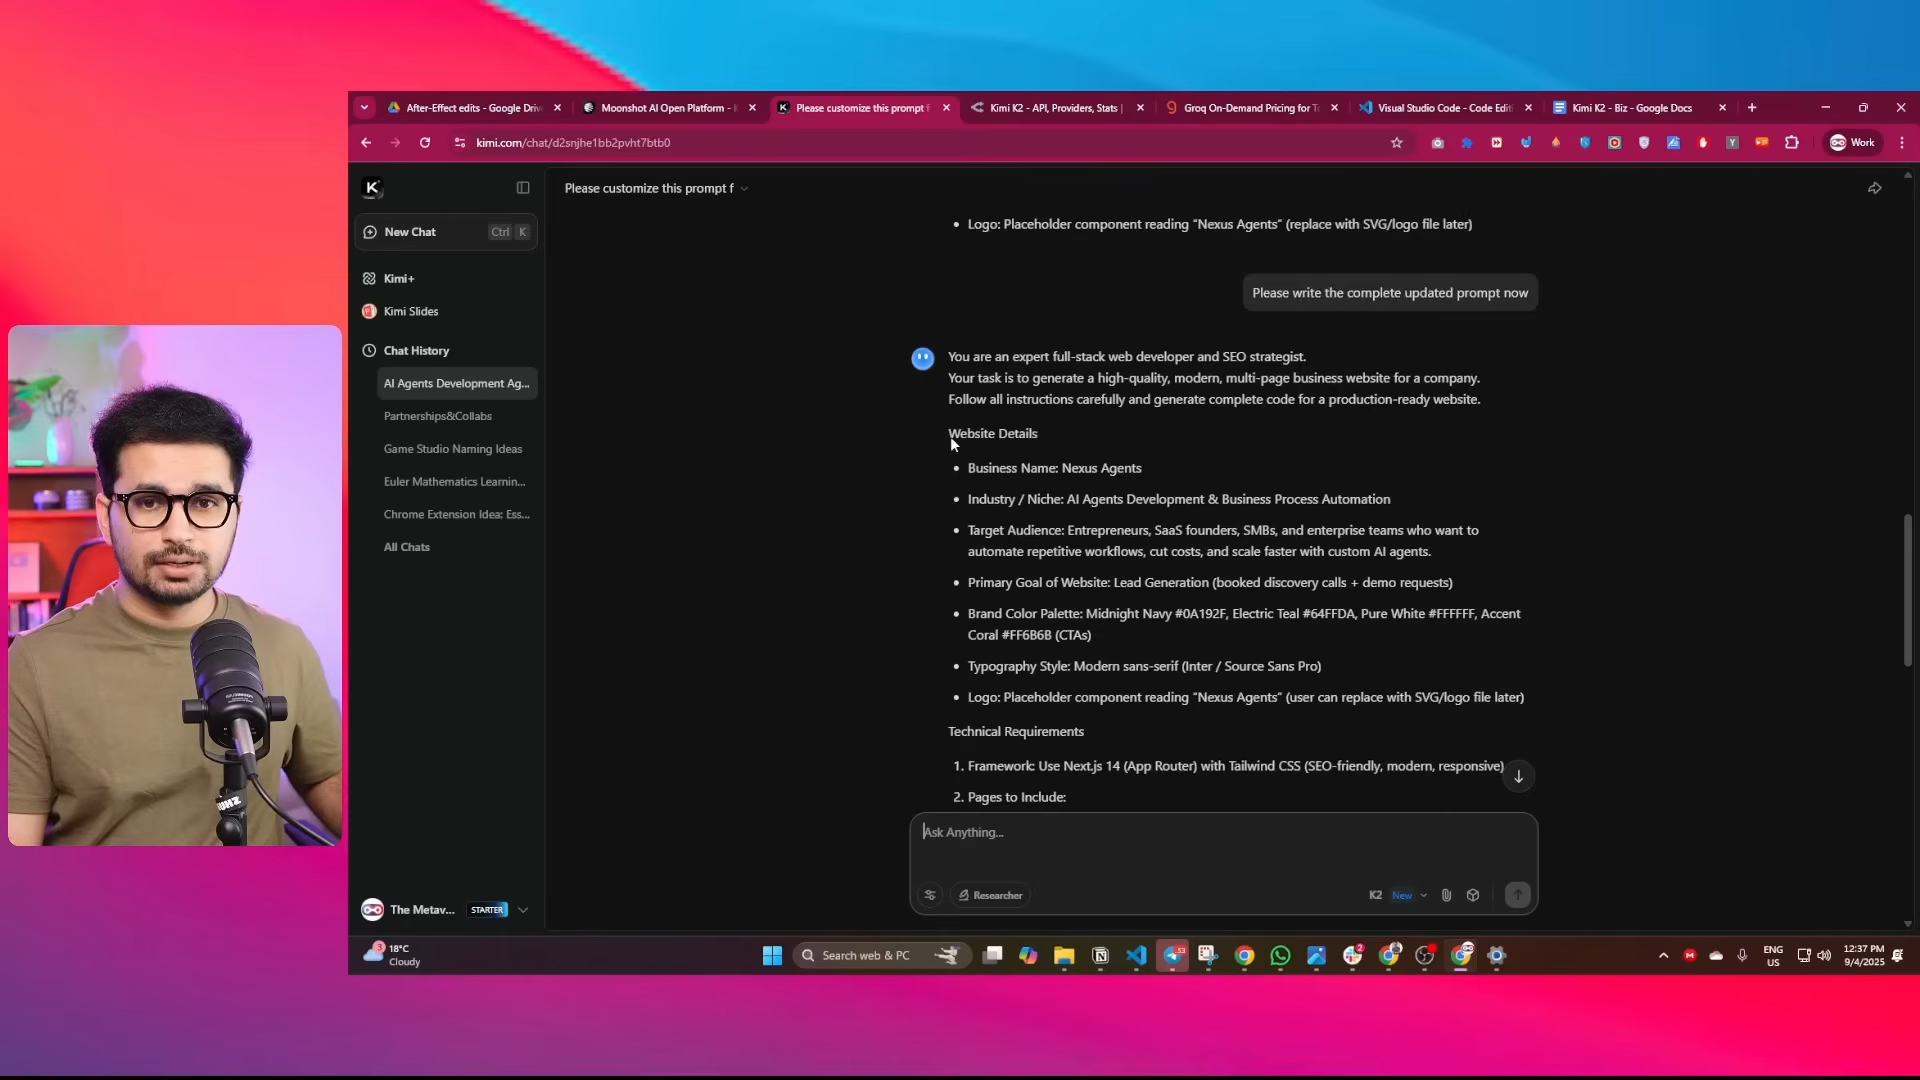 After-Effect edits - Google Driv
Moonshot AI Open Platform - K
Please customize this prompt f
Kimi K2 - API, Providers, Stats |
Groq On-Demand Pricing for To
Visual Studio Code - Code Edit
Kimi K2 - Biz - Google Docs
kimi.com/chat/d2snjhe1bb2pvht7btb0
Work
Please customize this prompt f
New Chat
Ctrl K
Kimi+
Kimi Slides
Chat History
AI Agents Development Ag...
Partnerships&Collabs
Game Studio Naming Ideas
Euler Mathematics Learnin...
Chrome Extension Idea: Ess...
All Chats
The Metav...
STARTER
• Logo: Placeholder component reading “Nexus Agents” (replace with SVG/logo file later)
Please write the complete updated prompt now
You are an expert full-stack web developer and SEO strategist.
Your task is to generate a high-quality, modern, multi-page business website for a company.
Follow all instructions carefully and generate complete code for a production-ready website.
Website Details
• Business Name: Nexus Agents
• Industry / Niche: AI Agents Development & Business Process Automation
• Target Audience: Entrepreneurs, SaaS founders, SMBs, and enterprise teams who want to
automate repetitive workflows, cut costs, and scale faster with custom AI agents.
• Primary Goal of Website: Lead Generation (booked discovery calls + demo requests)
• Brand Color Palette: Midnight Navy #0A192F, Electric Teal #64FFDA, Pure White #FFFFFF, Accent
Coral #FF6B6B (CTAs)
• Typography Style: Modern sans-serif (Inter / Source Sans Pro)
• Logo: Placeholder component reading “Nexus Agents” (user can replace with SVG/logo file later)
Technical Requirements
1. Framework: Use Next.js 14 (App Router) with Tailwind CSS (SEO-friendly, modern, responsive)
2. Pages to Include:
Ask Anything...
Researcher
K2 New
3
18°C
Cloudy
Search web & PC
53
2
ENG
US
12:37 PM
9/4/2025